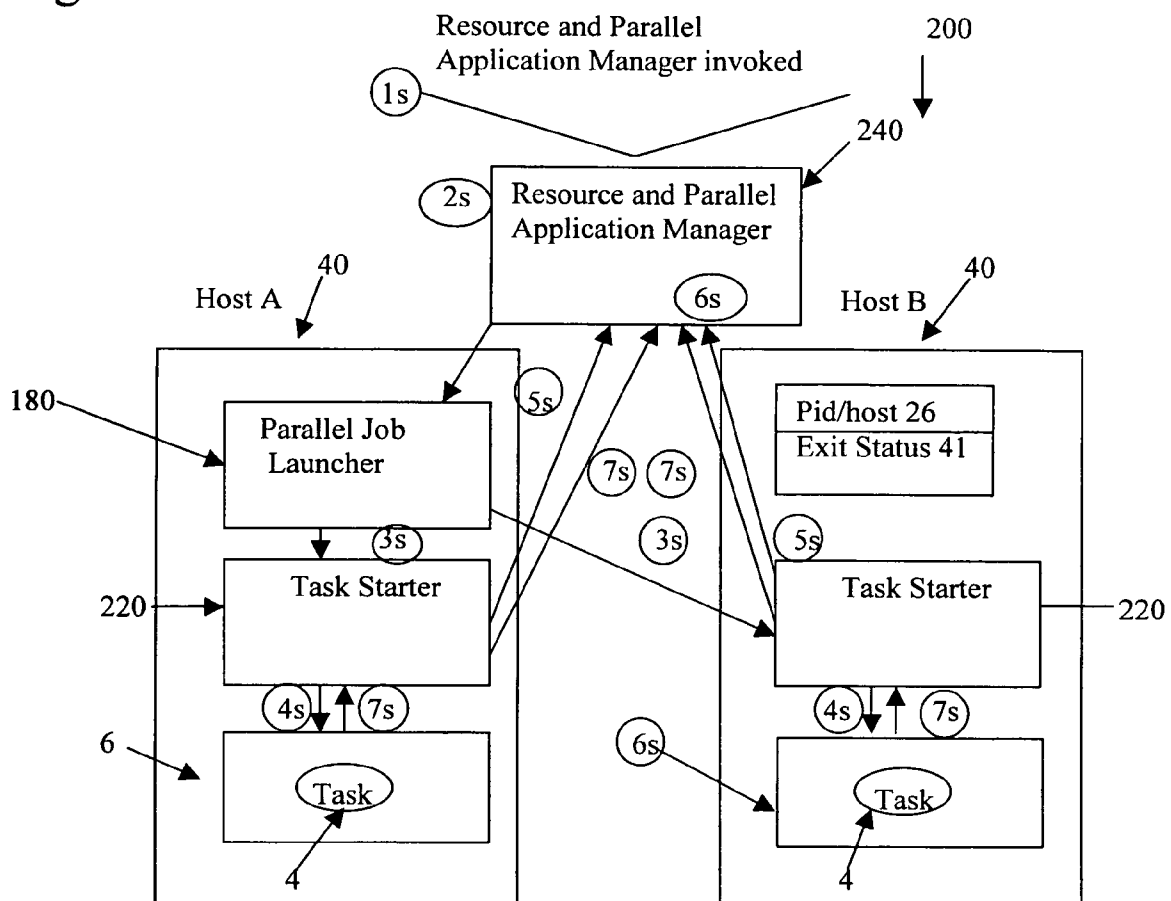 Resource and Parallel
Application Manager invoked
200
1s
240
2s
Resource and Parallel
Application Manager
6s
40
Host A
40
Host B
180
5s
Parallel Job
Launcher
Pid/host 26
Exit Status 41
7s
7s
3s
3s
5s
Task Starter
220
Task Starter
220
4s
7s
4s
7s
6
6s
Task
Task
4
4